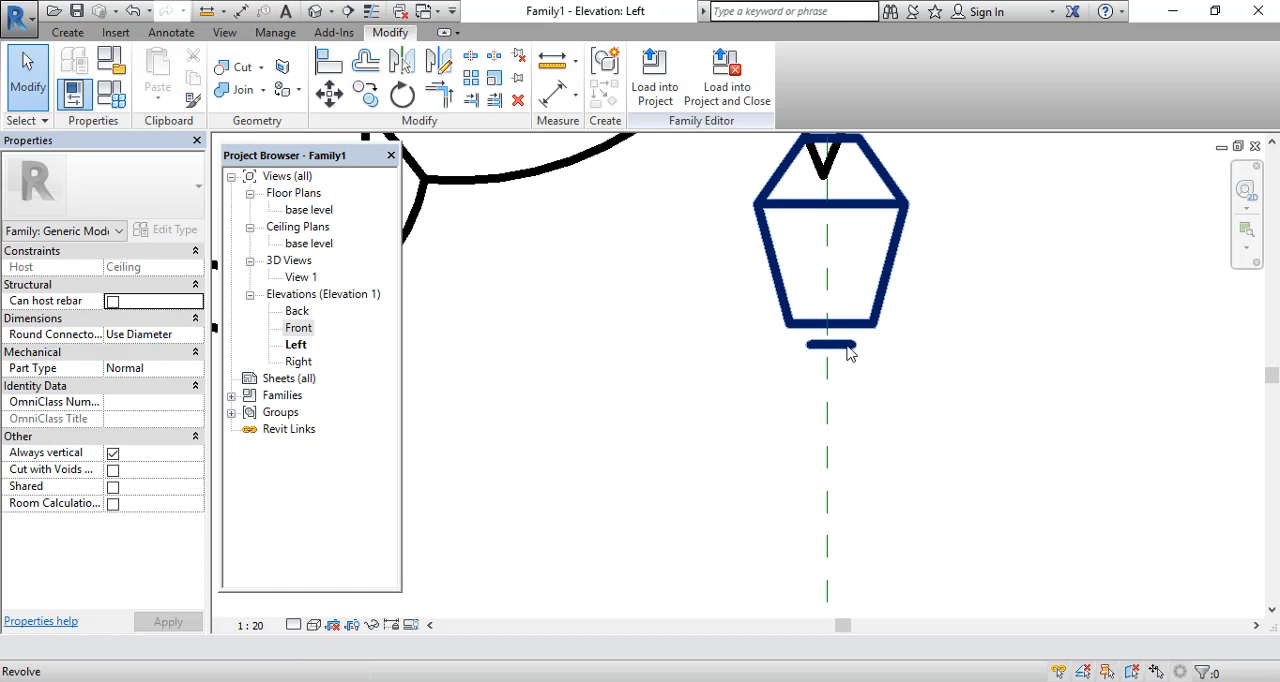 Family1 - Elevation: Left
Type a keyword or phrase
Sign In
Create Insert Annotate View Manage Add-Ins Modify
Modify
Paste
Cut
Join
Load into
Project
Load into
Project and Close
Select Properties Clipboard Geometry Modify Measure Create Family Editor
Properties
Family: Generic Mode
Edit Type
Constraints
Host Ceiling
Structural
Can host rebar
Dimensions
Round Connecto... Use Diameter
Mechanical
Part Type Normal
Identity Data
OmniClass Num...
OmniClass Title
Other
Always vertical
Cut with Voids ...
Shared
Room Calculatio...
Properties help
Apply
Project Browser - Family1
Views (all)
Floor Plans
base level
Ceiling Plans
base level
3D Views
View 1
Elevations (Elevation 1)
Back
Front
Left
Right
Sheets (all)
Families
Groups
Revit Links
2D
1 : 20
Revolve
:0